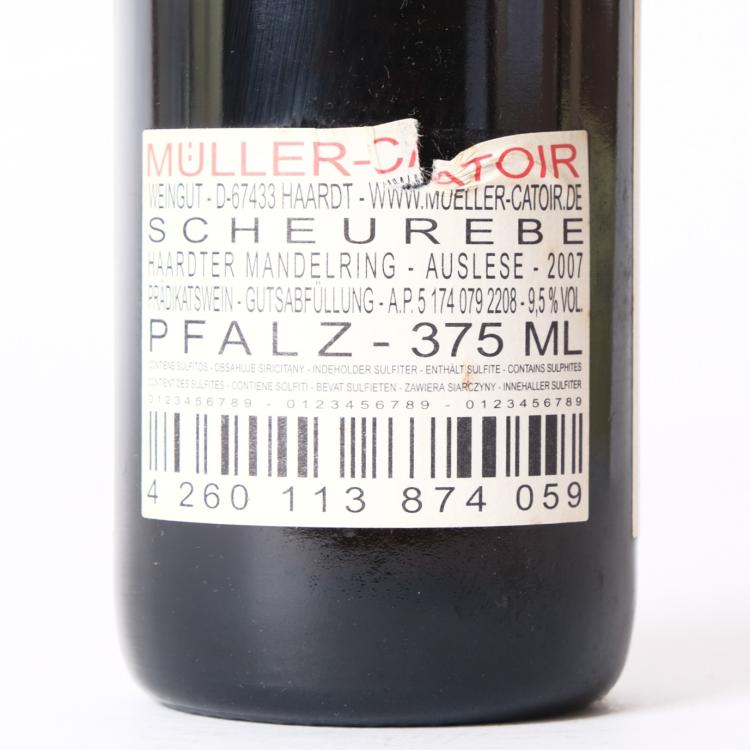 MÜLLER-CATOIR
WEINGUT - D-67433 HAARDT - WWW.MUELLER-CATOIR.DE
SCHEUREBE
HAARDTER MANDELRING - AUSLESE - 2007
PRÄDIKATSWEIN - GUTSABFÜLLUNG - A.P. 5 174 079 2208 - 9,5 % VOL.
PFALZ - 375 ML
CONTIENE SULFITOS - OBSAHUJE SIRICITANY - INDEHOLDER SULFITER - ENTHÄLT SULFITE - CONTAINS SULPHITES
CONTIENT DES SULFITES - CONTIENE SOLFITI - BEVAT SULFIETEN - ZAWIERA SIARCZYNY - INNEHALLER SULFITER
0123456789 - 0123456789 - 0123456789
4 260 113 874 059